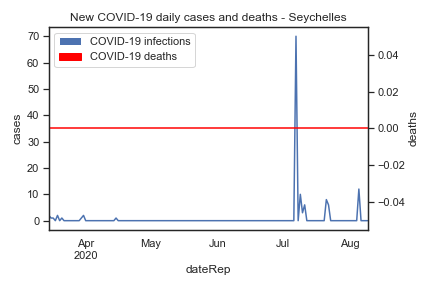 New COVID-19 daily cases and deaths - Seychelles
COVID-19 infections
COVID-19 deaths
70
60
50
40
30
20
10
0
cases
0.04
0.02
0.00
−0.02
−0.04
deaths
Apr
2020
May
Jun
Jul
Aug
dateRep